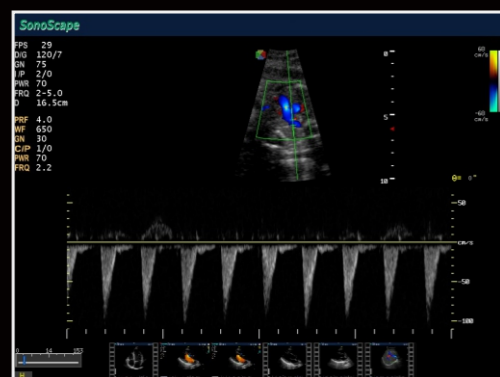 SonoScape
FPS 29
D/G 120/7
GN 75
I/P 2/0
PWR 70
FRQ 2-5.0
D 16.5cm
PRF 4.0
WF 650
GN 30
C/P 1/0
PWR 70
FRQ 2.2
0
5
10
60
cm/s
-60
cm/s
θ= 0°
50
cm/s
-50
-100
0 14 153